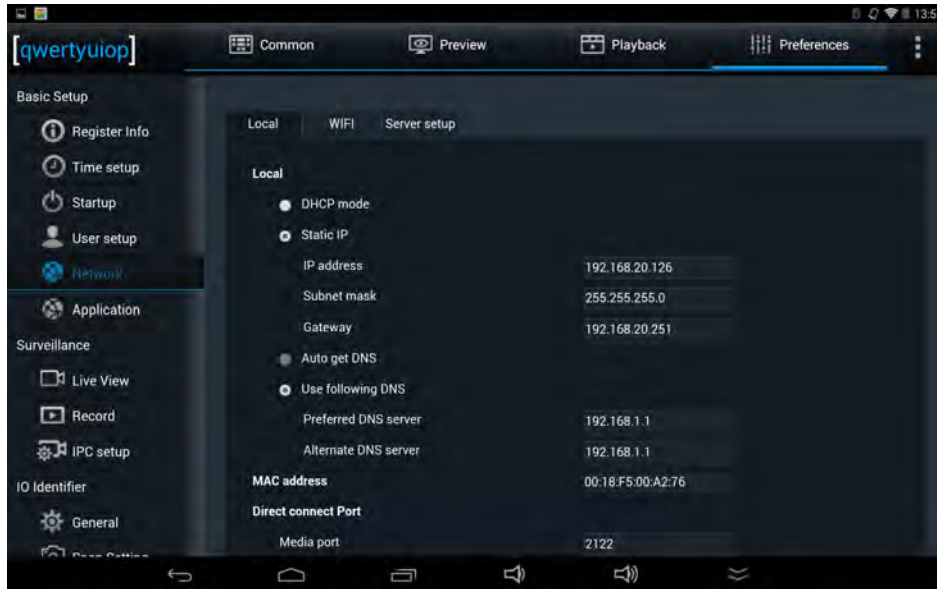 13:5
[qwertyuiop]
Common
Preview
Playback
Preferences
Basic Setup
Register Info
Time setup
Startup
User setup
Network
Application
Surveillance
Live View
Record
IPC setup
IO Identifier
General
Local
WIFI
Server setup
Local
DHCP mode
Static IP
IP address 192.168.20.126
Subnet mask 255.255.255.0
Gateway 192.168.20.251
Auto get DNS
Use following DNS
Preferred DNS server 192.168.1.1
Alternate DNS server 192.168.1.1
MAC address 00:18:F5:00:A2:76
Direct connect Port
Media port 2122